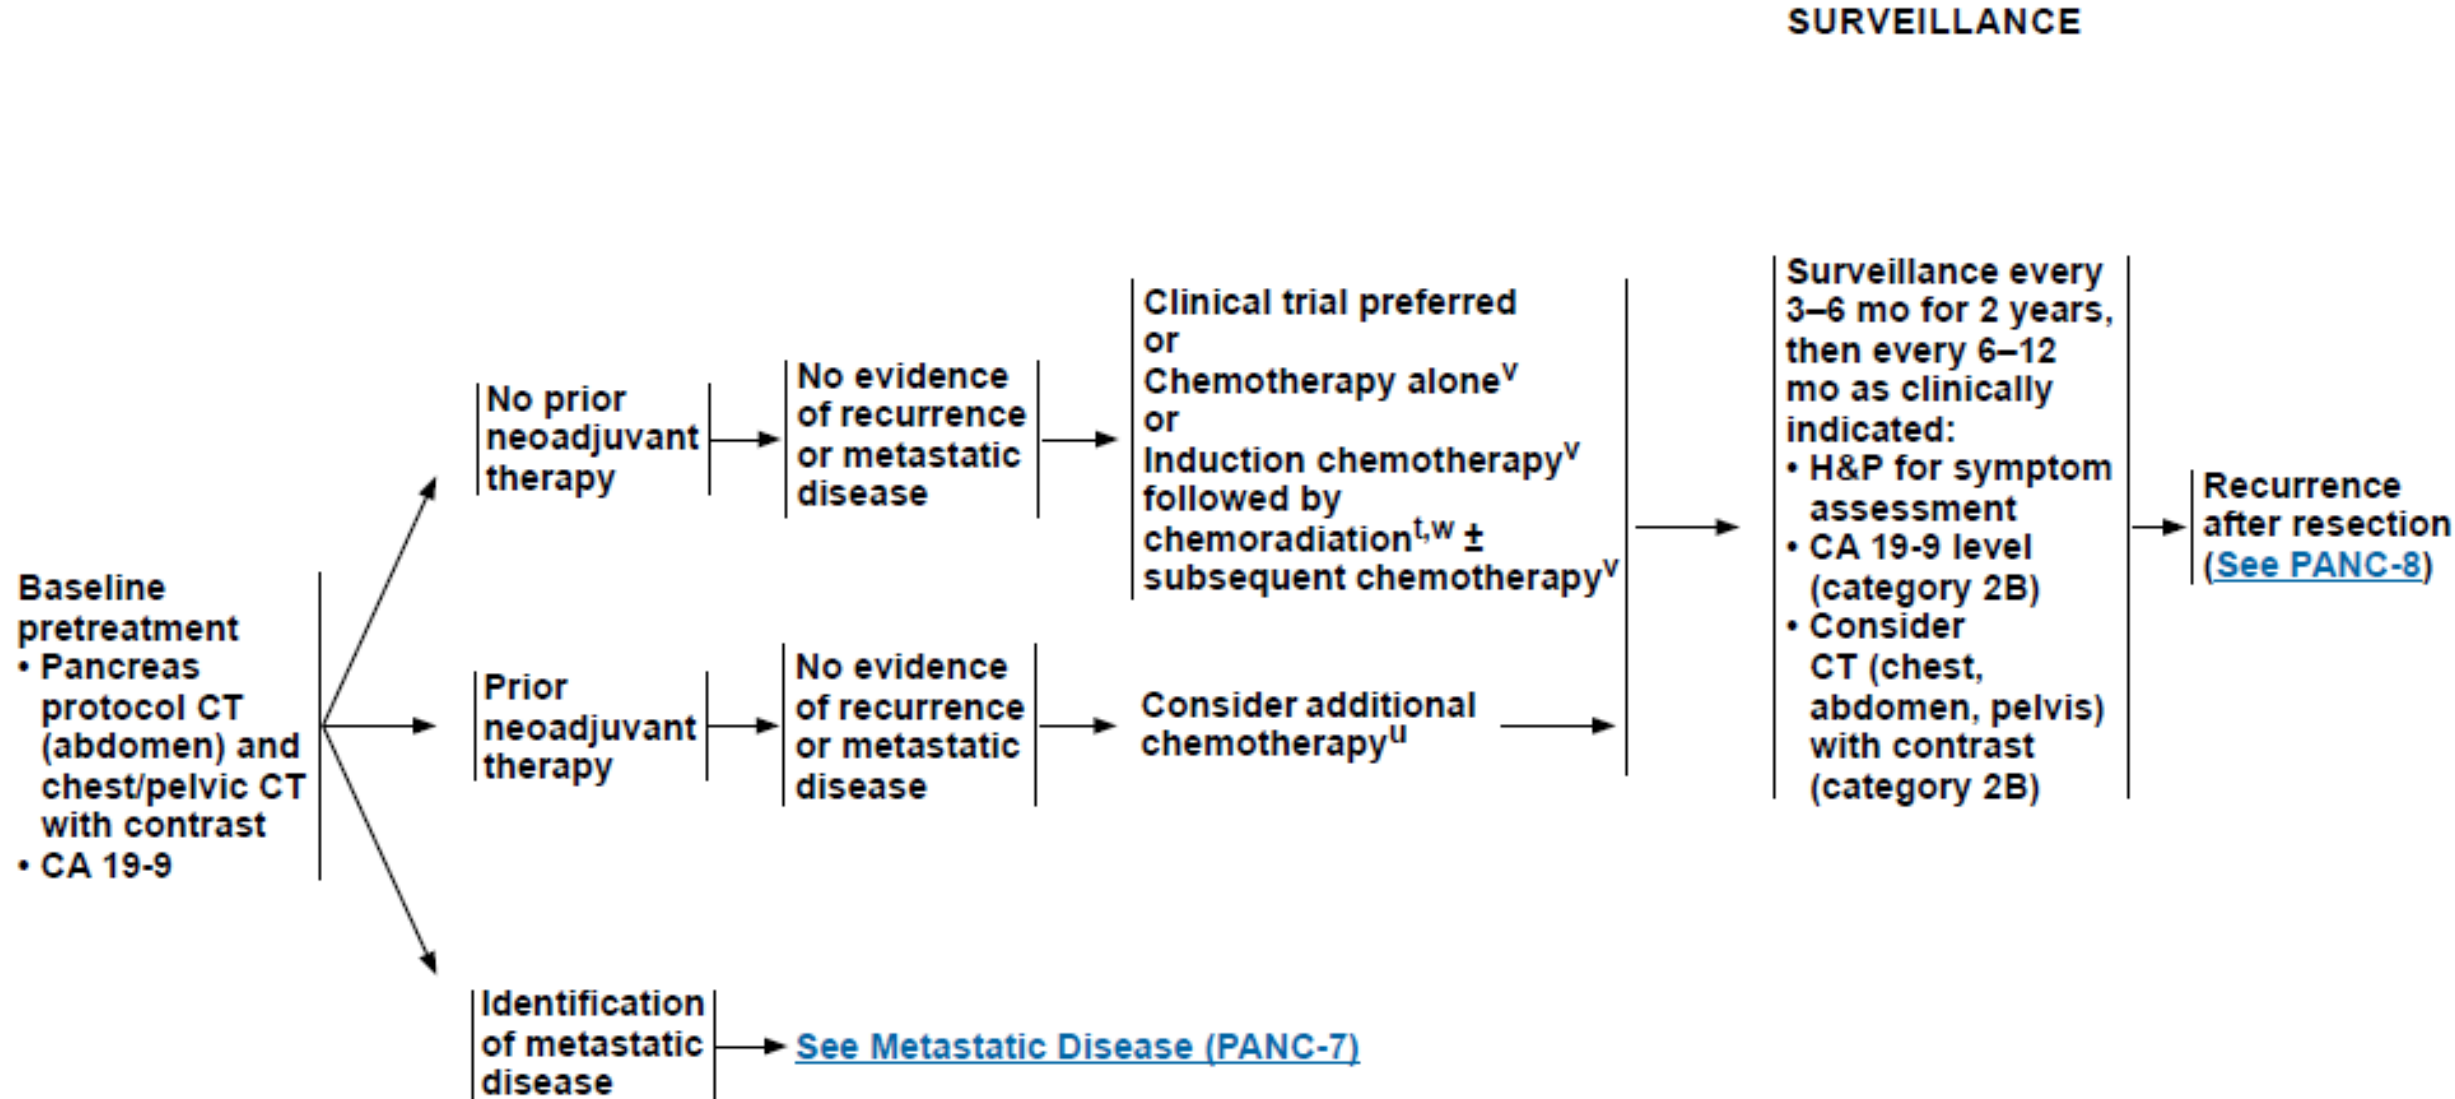 SURVEILLANCE
Baseline
pretreatment
• Pancreas
protocol CT
(abdomen) and
chest/pelvic CT
with contrast
• CA 19-9
No prior
neoadjuvant
therapy
No evidence
of recurrence
or metastatic
disease
Clinical trial preferred
or
Chemotherapy alone^v
or
Induction chemotherapy^v
followed by
chemoradiation^t,w ±
subsequent chemotherapy^v
Prior
neoadjuvant
therapy
No evidence
of recurrence
or metastatic
disease
Consider additional
chemotherapy^u
Identification
of metastatic
disease
See Metastatic Disease (PANC-7)
Surveillance every
3–6 mo for 2 years,
then every 6–12
mo as clinically
indicated:
• H&P for symptom
assessment
• CA 19-9 level
(category 2B)
• Consider
CT (chest,
abdomen, pelvis)
with contrast
(category 2B)
Recurrence
after resection
(See PANC-8)